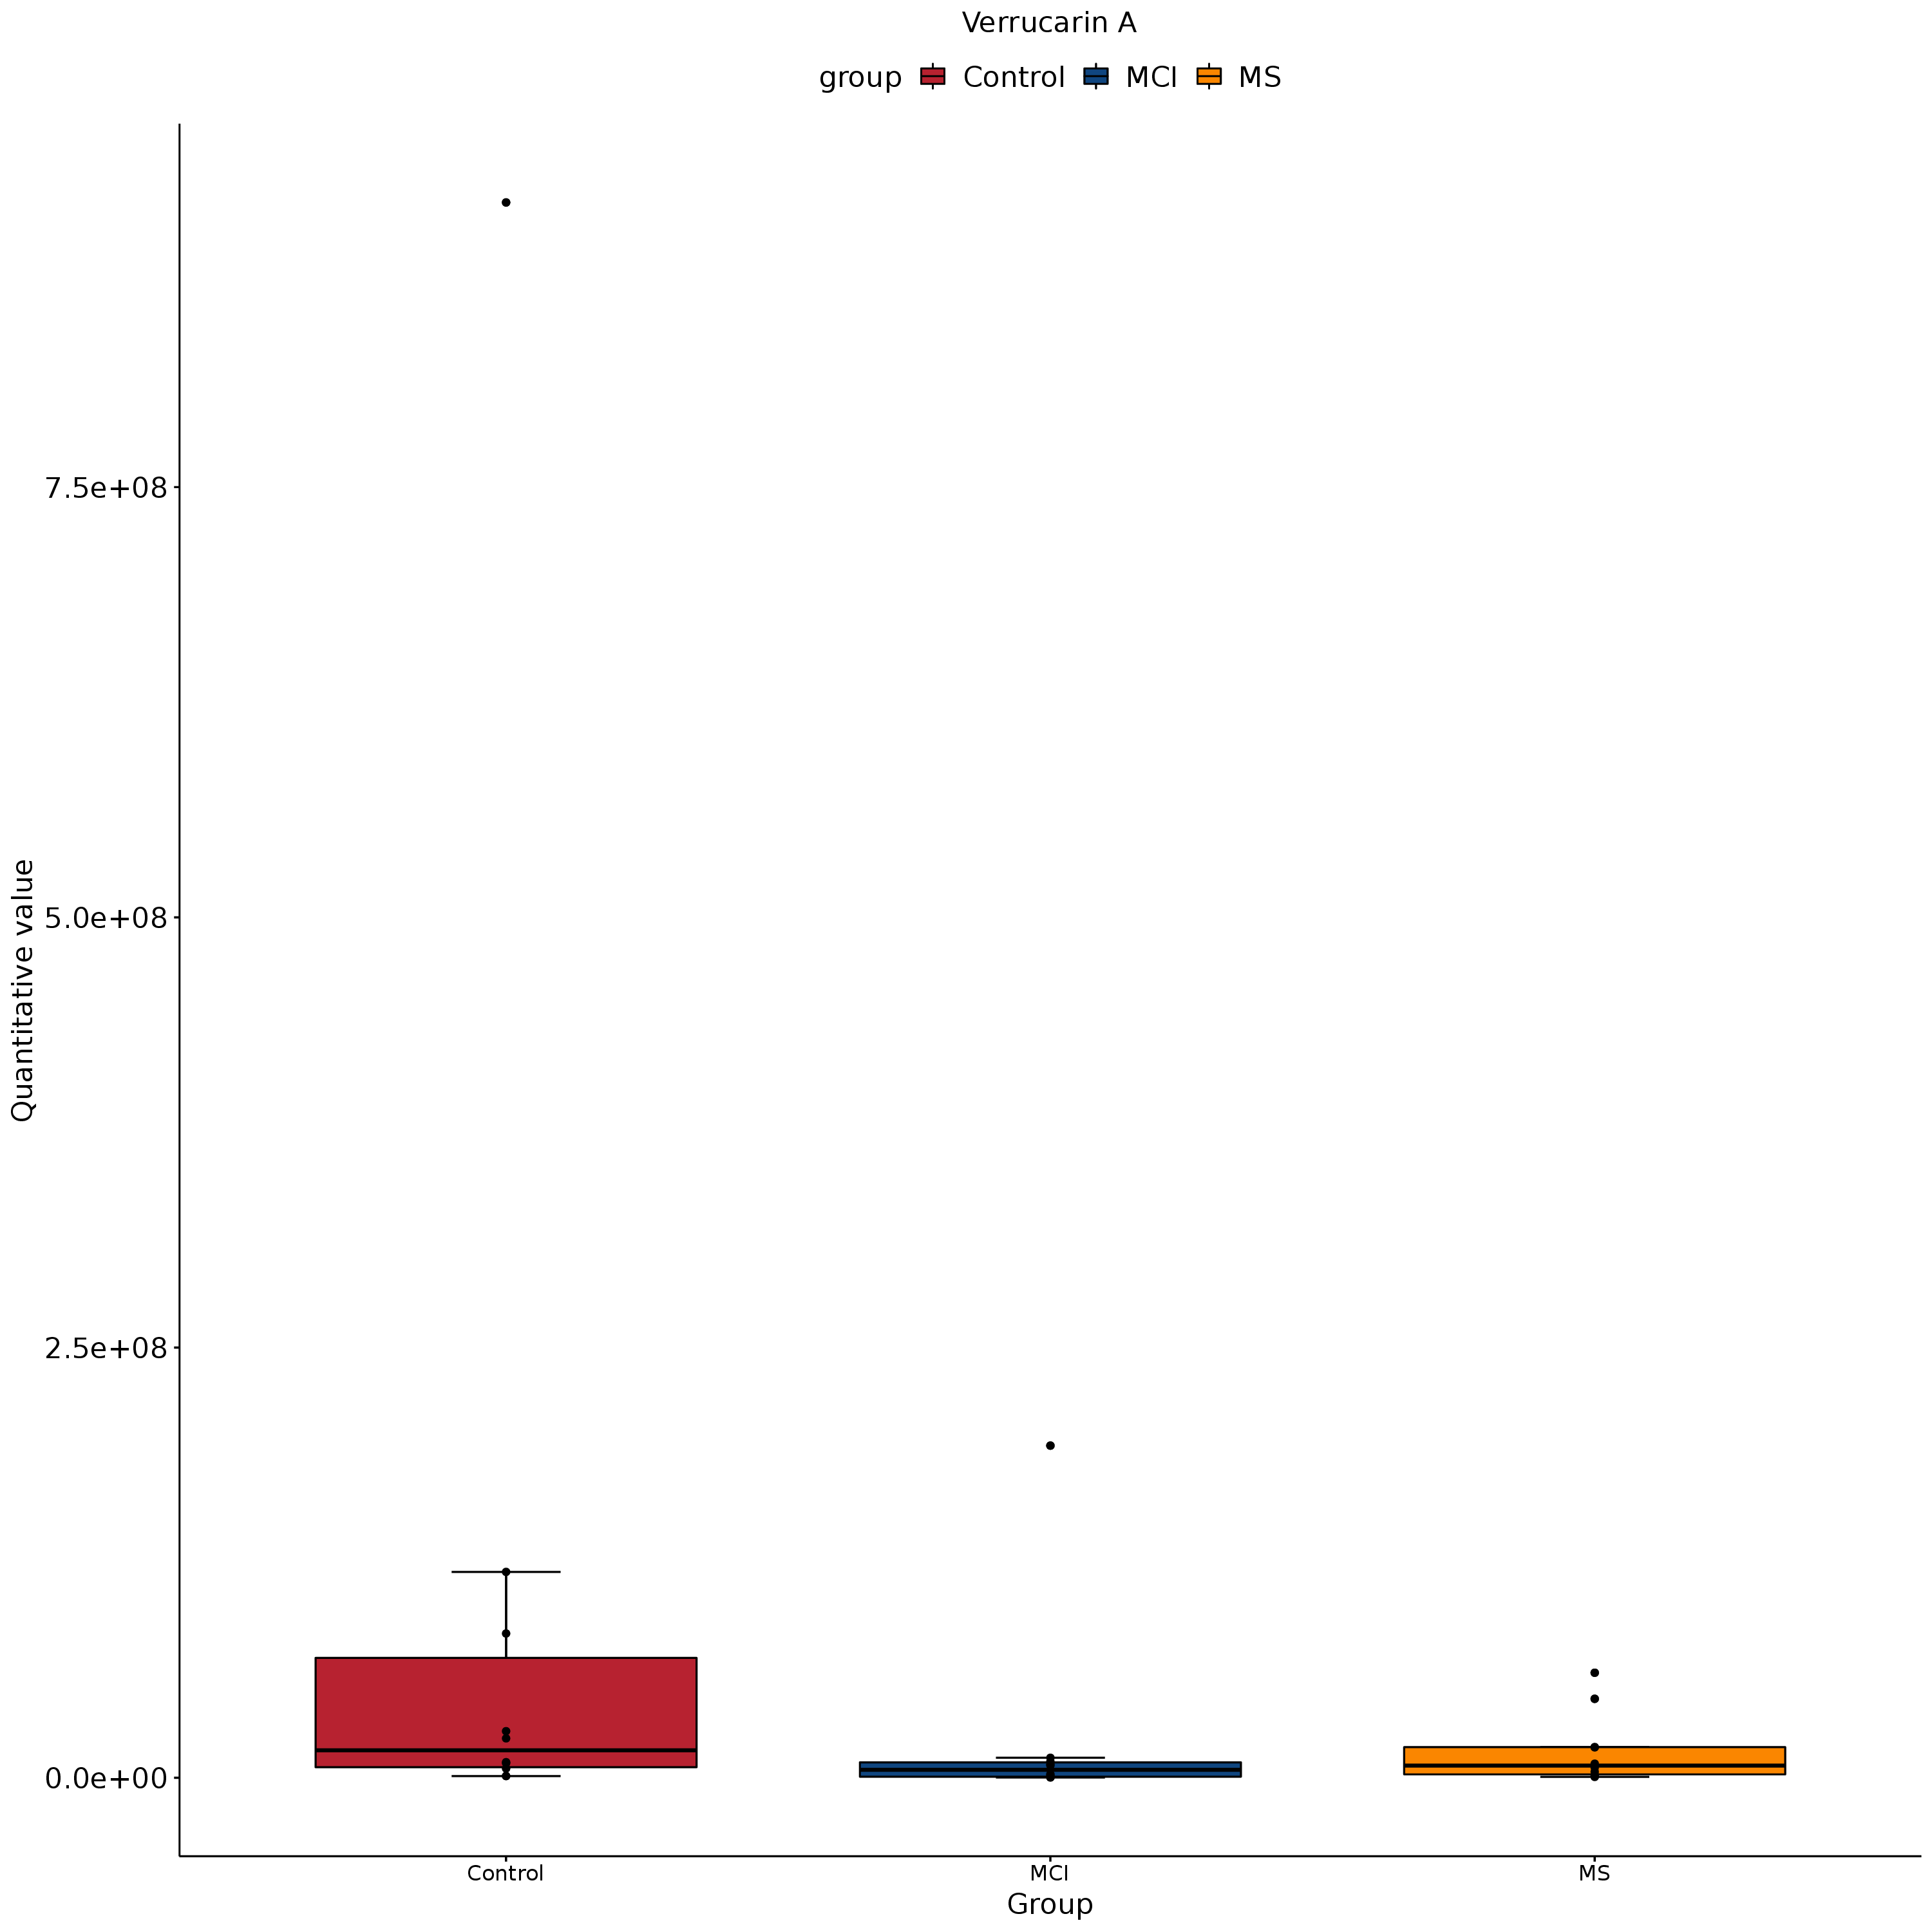 Verrucarin A
group Control MCI MS
7.5e+08
5.0e+08
2.5e+08
0.0e+00
Quantitative value
Control MCI MS
Group